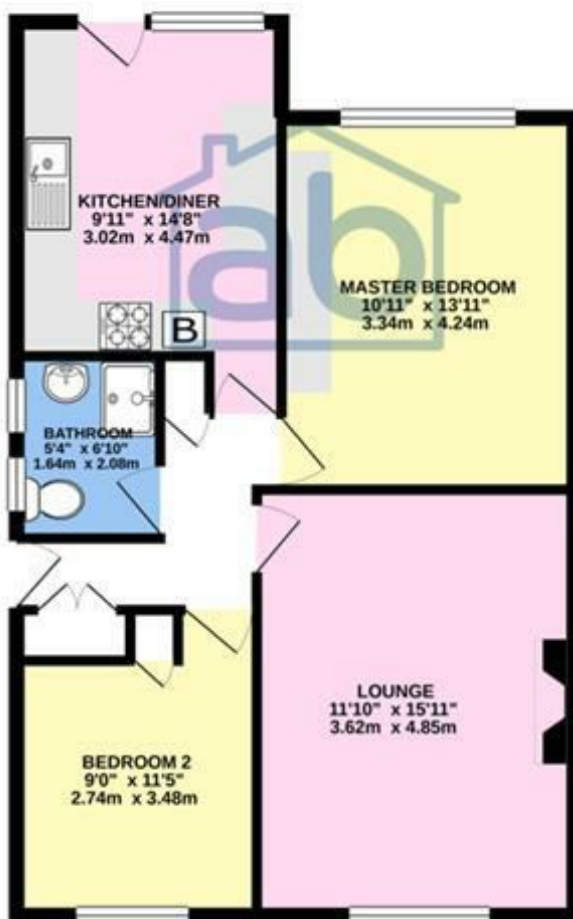 KITCHEN/DINER
9'11" x 14'8"
3.02m x 4.47m
ab
MASTER BEDROOM
10'11" x 13'11"
3.34m x 4.24m
B
BATHROOM
5'4" x 6'10"
1.64m x 2.08m
LOUNGE
11'10" x 15'11"
3.62m x 4.85m
BEDROOM 2
9'0" x 11'5"
2.74m x 3.48m